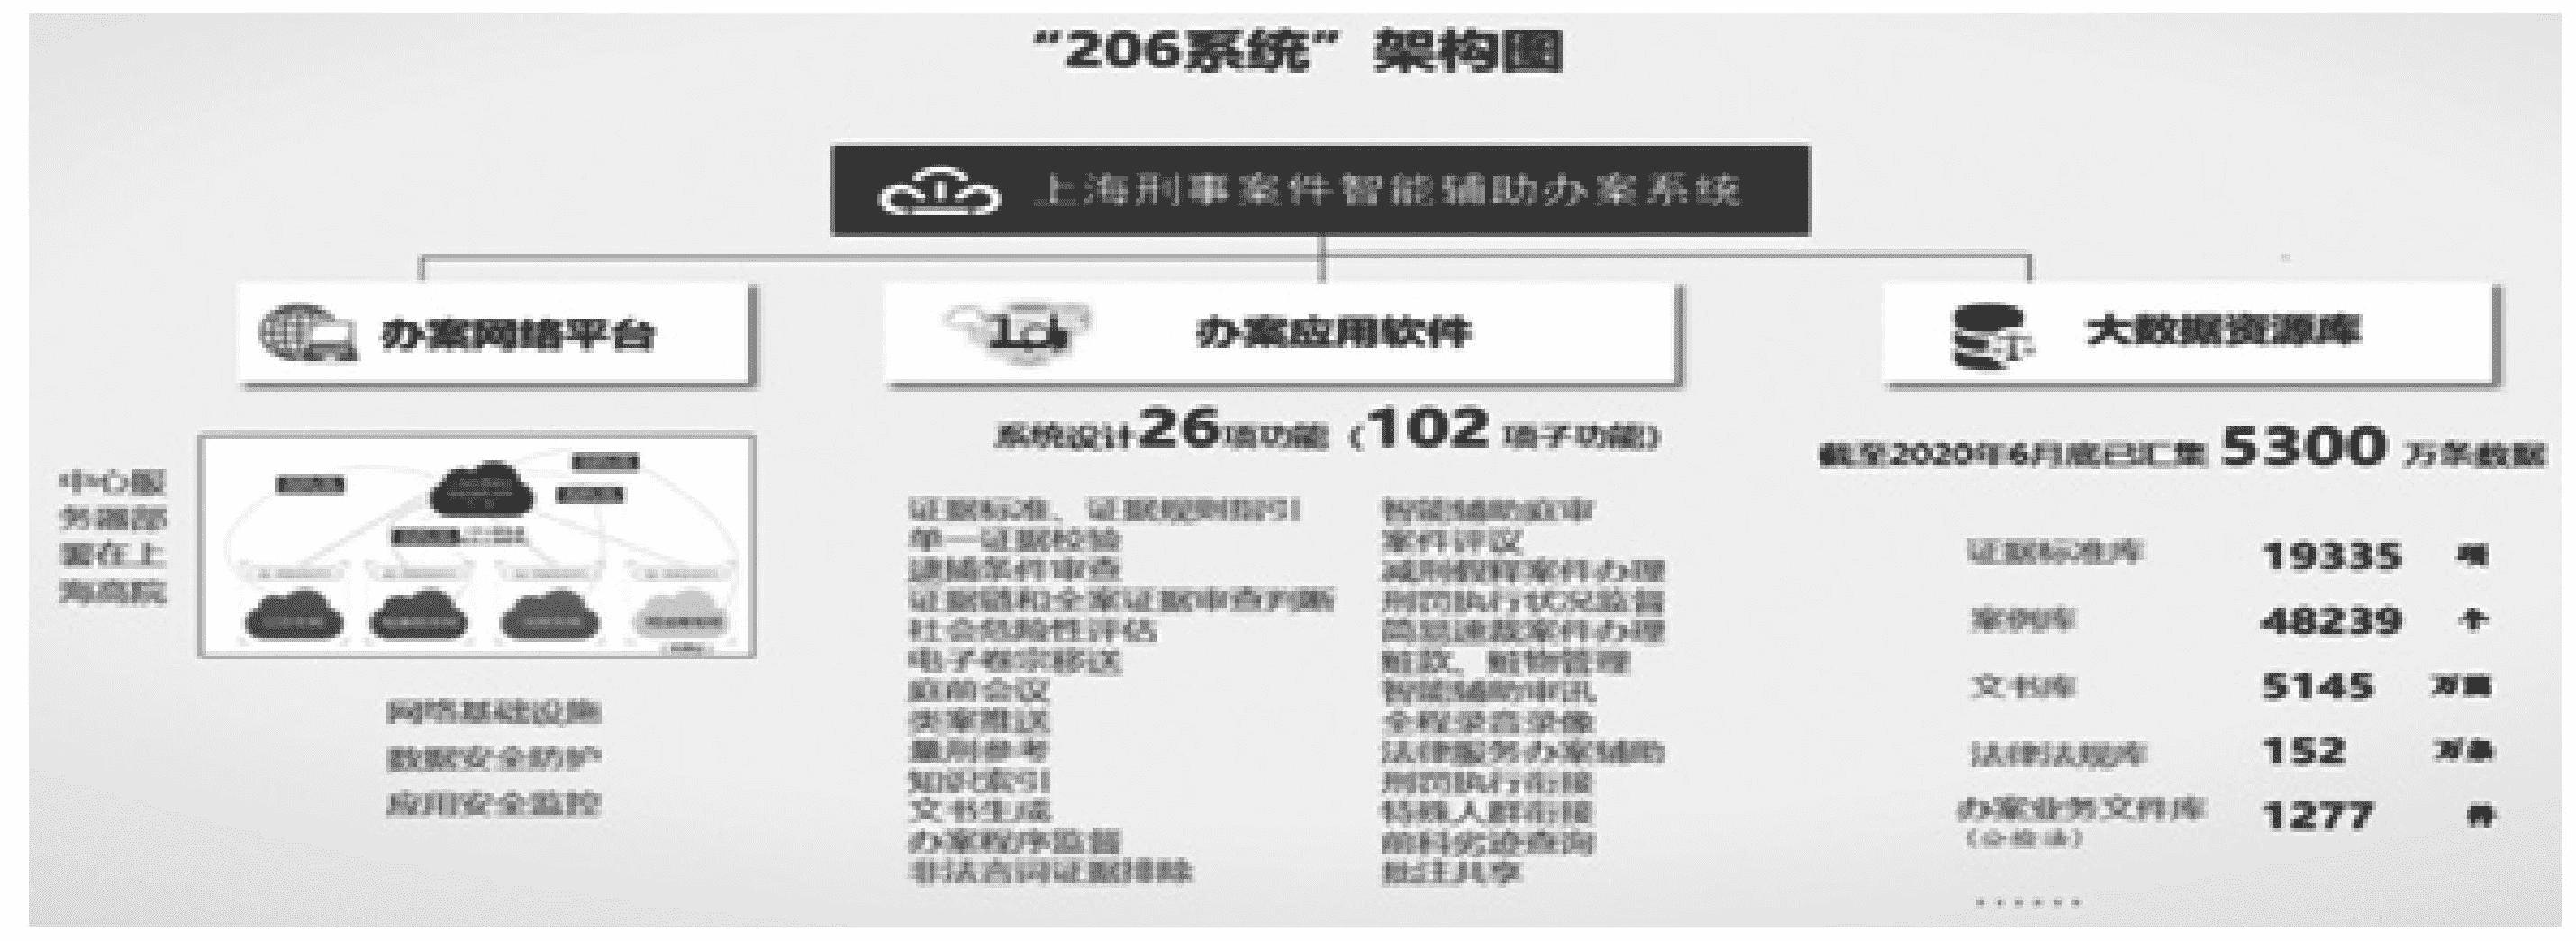 “206系统”架构图
上海刑事案件智能辅助办案系统
办案网络平台
中心服
务器部
署在上
海高院
网络基础设施
数据安全防护
应用安全监控
办案应用软件
系统设计26项功能（102项子功能）
证据标准、证据规则指引
单一证据校验
逮捕条件审查
证据链和全案证据审查判断
社会危险性评估
电子卷宗移送
庭前会议
类案推送
量刑参考
知识索引
文书生成
办案程序监督
非法言词证据排除
智能辅助庭审
案件评议
减刑假释案件办理
刑罚执行状况监督
简易速裁案件办理
赃款、赃物管理
智能辅助审讯
全程录音录像
法律服务办案辅助
刑罚执行衔接
特殊人群衔接
前科劣迹查询
批注共享
大数据资源库
截至2020年6月底已汇集5300万条数据
证据标准库 19335
案例库 48239 个
文书库 5145 万篇
法律法规库 152 万条
办案业务文件库 1277 件
（公检法）
······